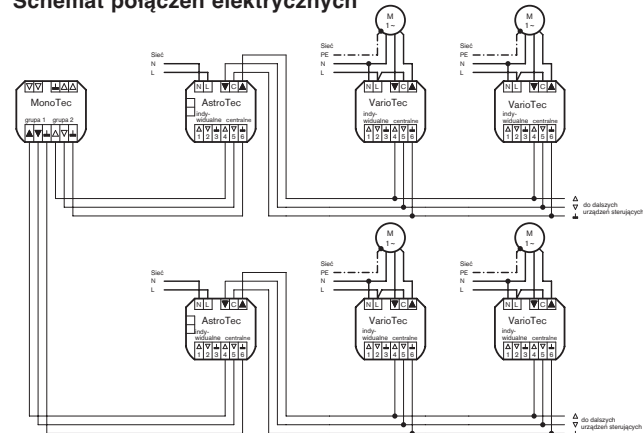 Schemat połączeń elektrycznych
M
1~
M
1~
Sieć
N
L
Sieć
PE
N
L
Sieć
PE
N
L
MonoTec
grupa 1 grupa 2
N L C
AstroTec
indy-
widualne centralne
1 2 3 4 5 6
N L C
VarioTec
indy-
widualne centralne
1 2 3 4 5 6
N L C
VarioTec
indy-
widualne centralne
1 2 3 4 5 6
do dalszych
urządzeń sterujących
M
1~
M
1~
Sieć
N
L
Sieć
PE
N
L
Sieć
PE
N
L
N L C
AstroTec
indy-
widualne centralne
1 2 3 4 5 6
N L C
VarioTec
indy-
widualne centralne
1 2 3 4 5 6
N L C
VarioTec
indy-
widualne centralne
1 2 3 4 5 6
do dalszych
urządzeń sterujących